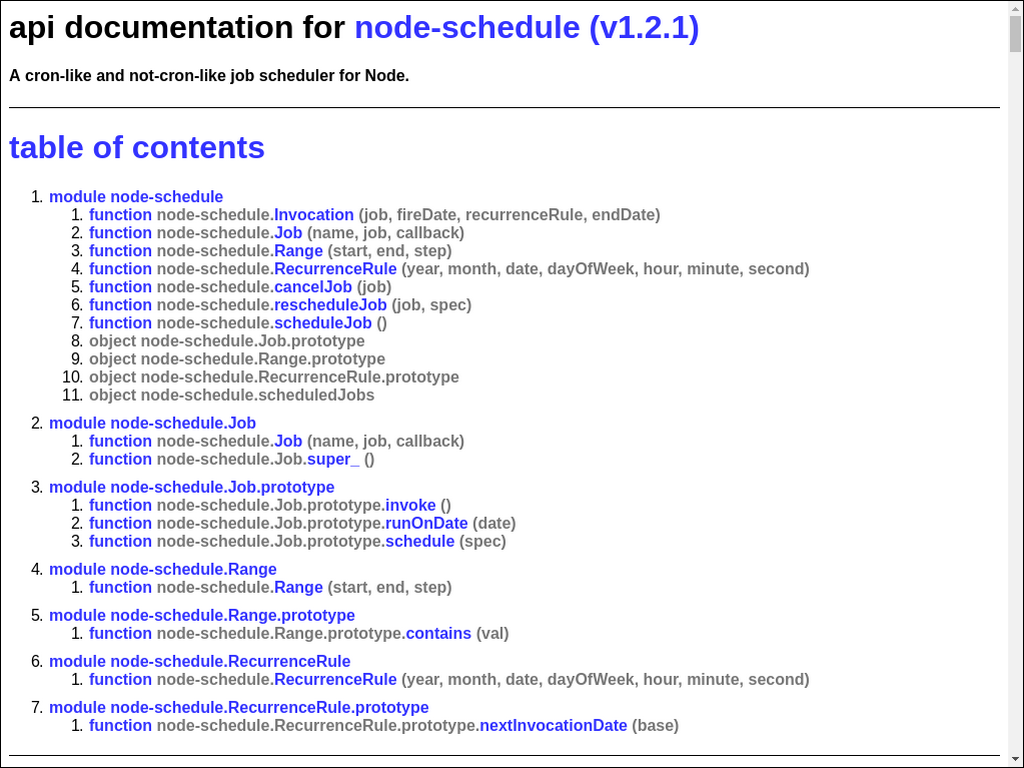 api documentation for node-schedule (v1.2.1)
A cron-like and not-cron-like job scheduler for Node.
table of contents
1. module node-schedule
1. function node-schedule.Invocation (job, fireDate, recurrenceRule, endDate)
2. function node-schedule.Job (name, job, callback)
3. function node-schedule.Range (start, end, step)
4. function node-schedule.RecurrenceRule (year, month, date, dayOfWeek, hour, minute, second)
5. function node-schedule.cancelJob (job)
6. function node-schedule.rescheduleJob (job, spec)
7. function node-schedule.scheduleJob ()
8. object node-schedule.Job.prototype
9. object node-schedule.Range.prototype
10. object node-schedule.RecurrenceRule.prototype
11. object node-schedule.scheduledJobs
2. module node-schedule.Job
1. function node-schedule.Job (name, job, callback)
2. function node-schedule.Job.super_ ()
3. module node-schedule.Job.prototype
1. function node-schedule.Job.prototype.invoke ()
2. function node-schedule.Job.prototype.runOnDate (date)
3. function node-schedule.Job.prototype.schedule (spec)
4. module node-schedule.Range
1. function node-schedule.Range (start, end, step)
5. module node-schedule.Range.prototype
1. function node-schedule.Range.prototype.contains (val)
6. module node-schedule.RecurrenceRule
1. function node-schedule.RecurrenceRule (year, month, date, dayOfWeek, hour, minute, second)
7. module node-schedule.RecurrenceRule.prototype
1. function node-schedule.RecurrenceRule.prototype.nextInvocationDate (base)